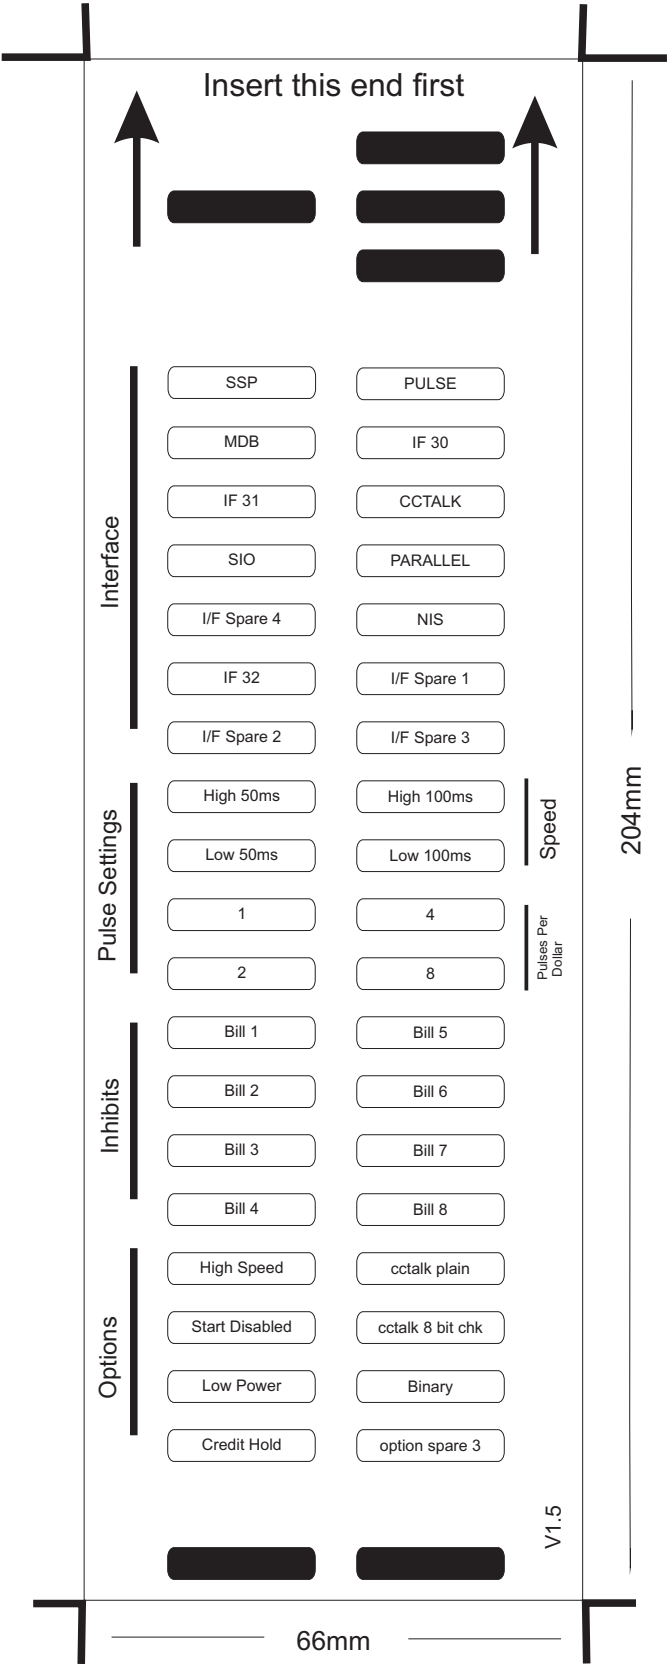 Insert this end first
SSP PULSE
MDB IF 30
IF 31 CCTALK
Interface
SIO PARALLEL
I/F Spare 4 NIS
IF 32 I/F Spare 1
I/F Spare 2 I/F Spare 3
High 50ms High 100ms
Speed
204mm
Low 50ms Low 100ms
Pulse Settings
1 4
Pulses Per
Dollar
2 8
Bill 1 Bill 5
Bill 2 Bill 6
Inhibits
Bill 3 Bill 7
Bill 4 Bill 8
High Speed cctalk plain
Start Disabled cctalk 8 bit chk
Options
Low Power Binary
Credit Hold option spare 3
V1.5
66mm